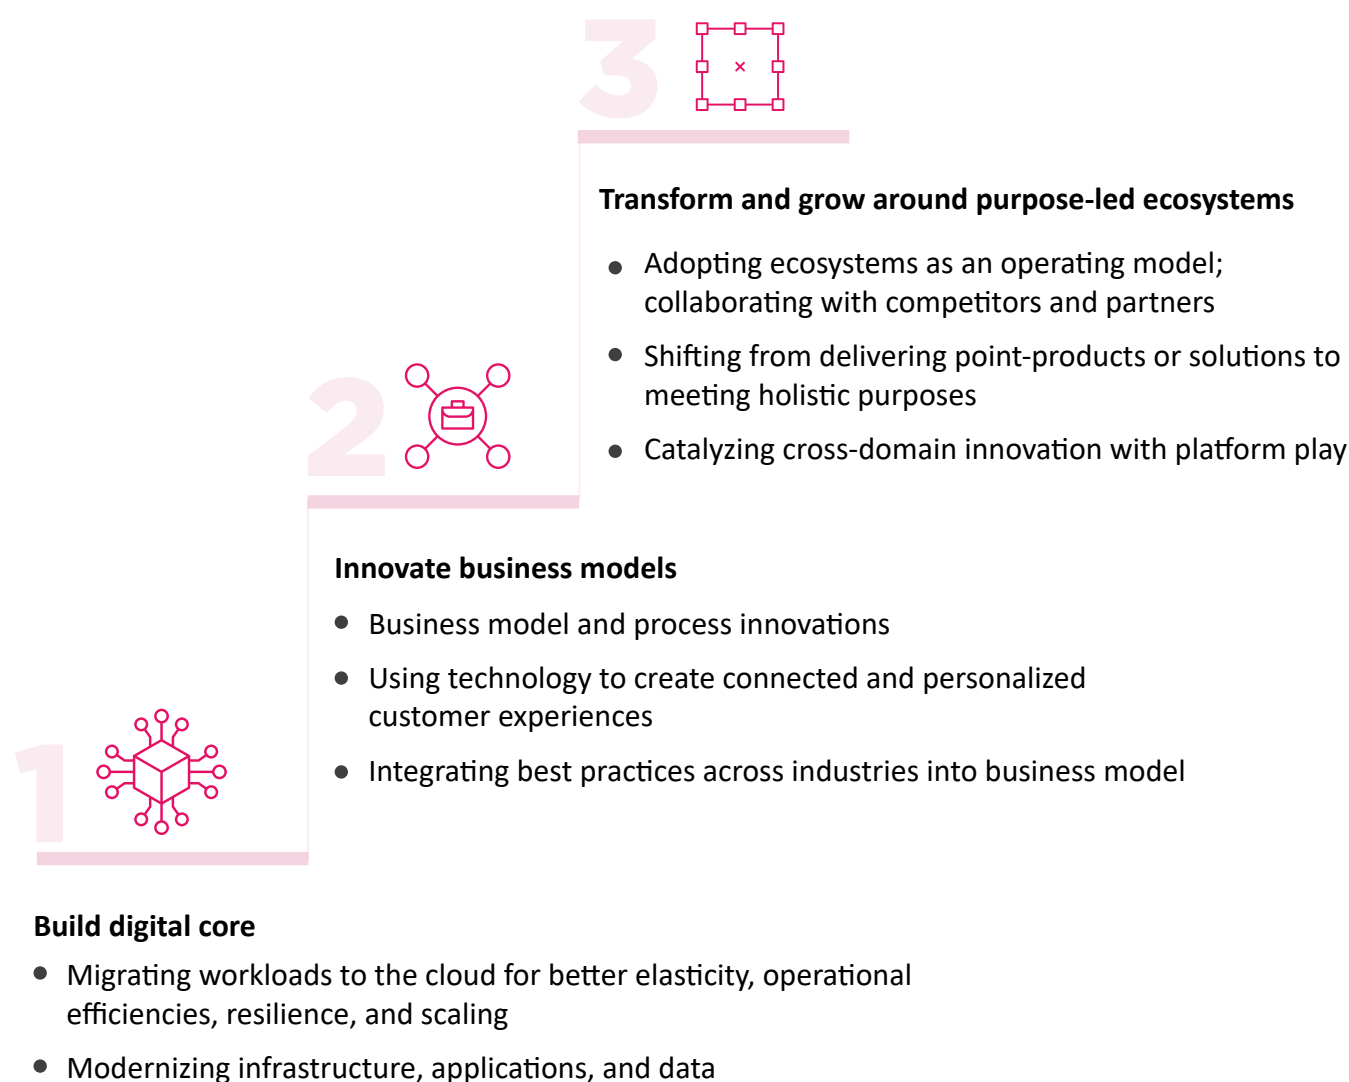 3
Transform and grow around purpose-led ecosystems
Adopting ecosystems as an operating model;
collaborating with competitors and partners
Shifting from delivering point-products or solutions to
meeting holistic purposes
Catalyzing cross-domain innovation with platform play
2
Innovate business models
Business model and process innovations
Using technology to create connected and personalized
customer experiences
Integrating best practices across industries into business model
1
Build digital core
Migrating workloads to the cloud for better elasticity, operational
efficiencies, resilience, and scaling
Modernizing infrastructure, applications, and data